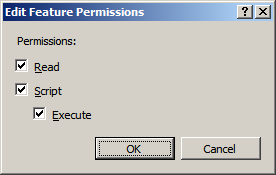 Edit Feature Permissions
Permissions:
Read
Script
Execute
OK Cancel